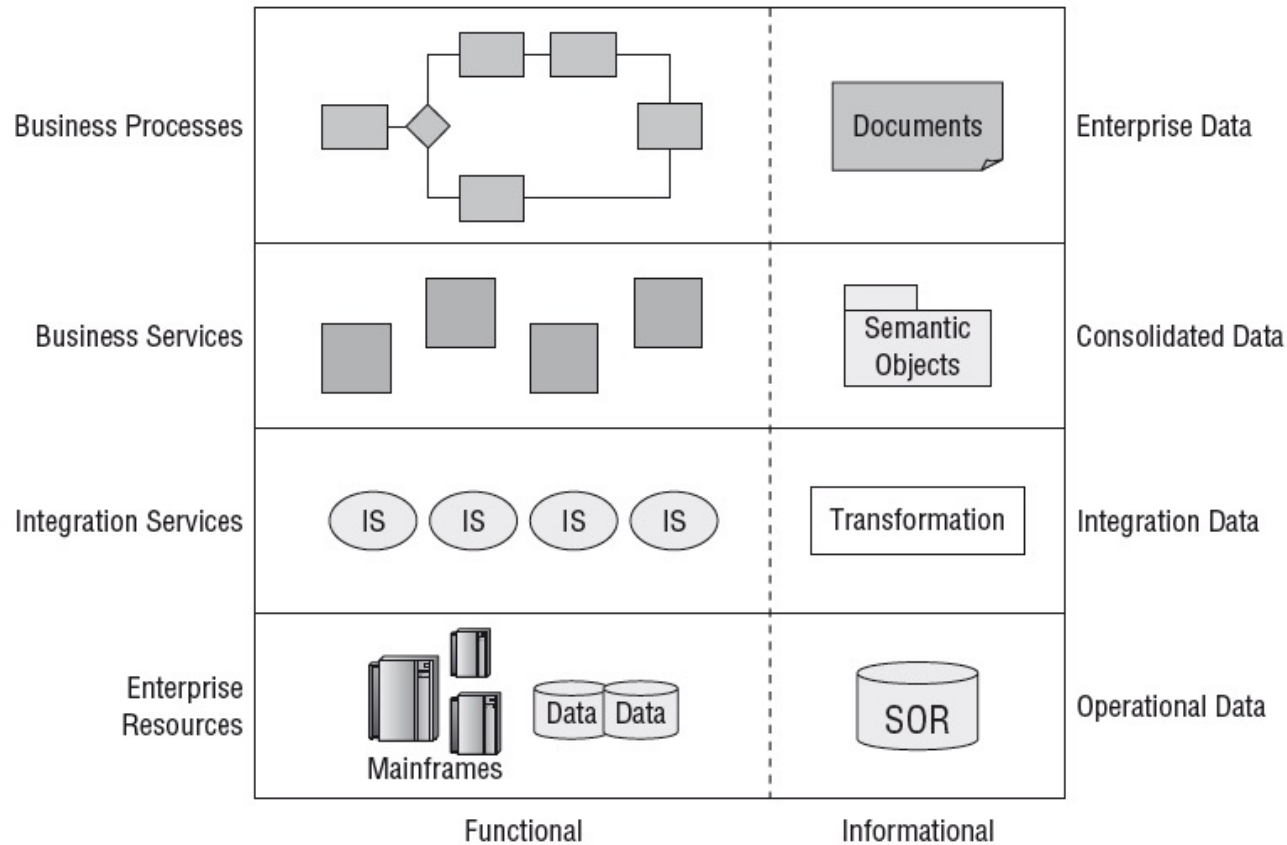 Business Processes
Documents
Enterprise Data
Business Services
Semantic
Objects
Consolidated Data
Integration Services
IS
IS
IS
IS
Transformation
Integration Data
Enterprise
Resources
Mainframes
Data
Data
SOR
Operational Data
Functional
Informational